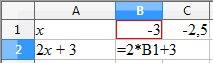 A B C
1 x -3 -2,5
2 2x + 3 =2*B1+3